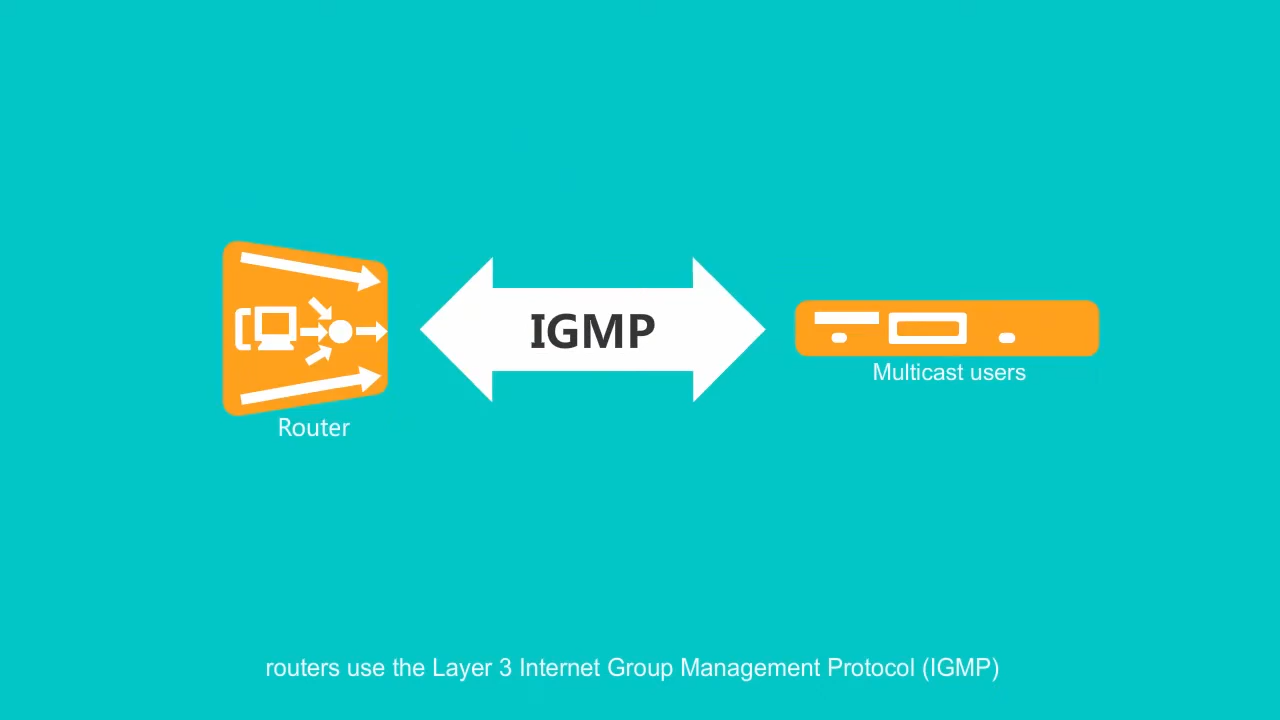 IGMP
Multicast users
Router
routers use the Layer 3 Internet Group Management Protocol (IGMP)